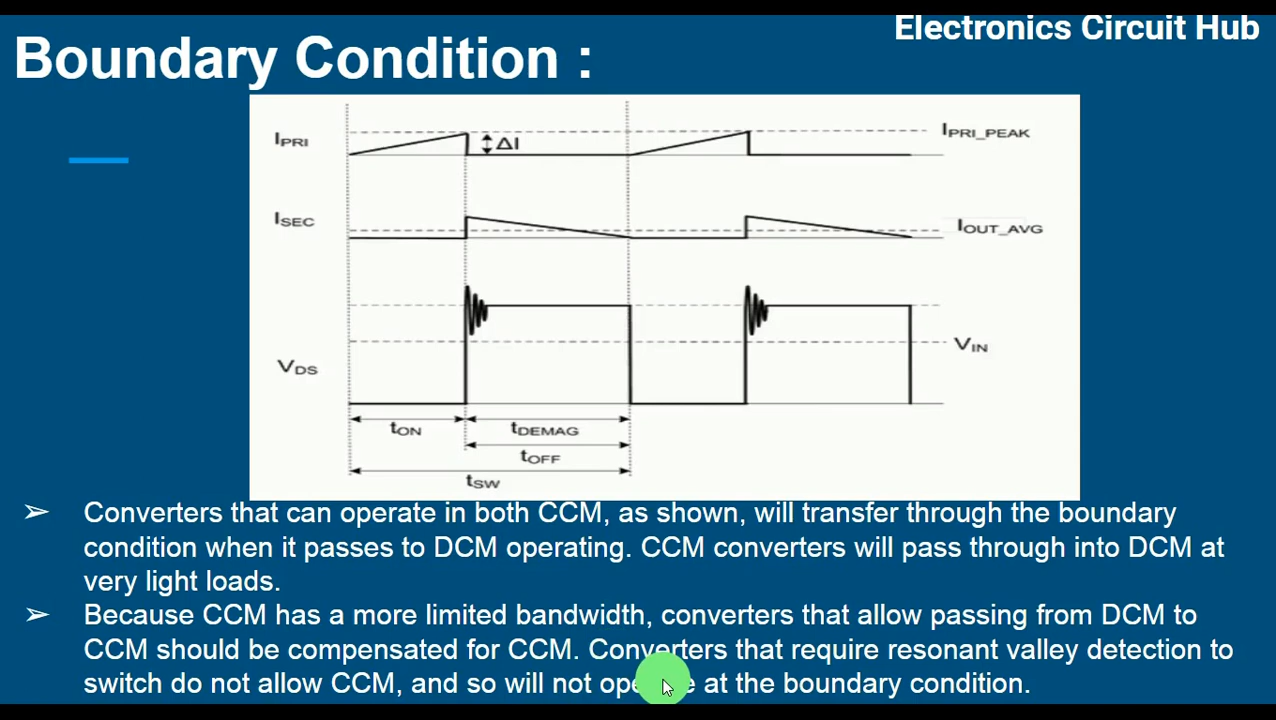 Electronics Circuit Hub
Boundary Condition :
IPRI
ΔI
IPRI_PEAK
ISEC
IOUT_AVG
VDS
VIN
tON
tDEMAG
tOFF
tSW
➢ Converters that can operate in both CCM, as shown, will transfer through the boundary
condition when it passes to DCM operating. CCM converters will pass through into DCM at
very light loads.
➢ Because CCM has a more limited bandwidth, converters that allow passing from DCM to
CCM should be compensated for CCM. Converters that require resonant valley detection to
switch do not allow CCM, and so will not operate at the boundary condition.